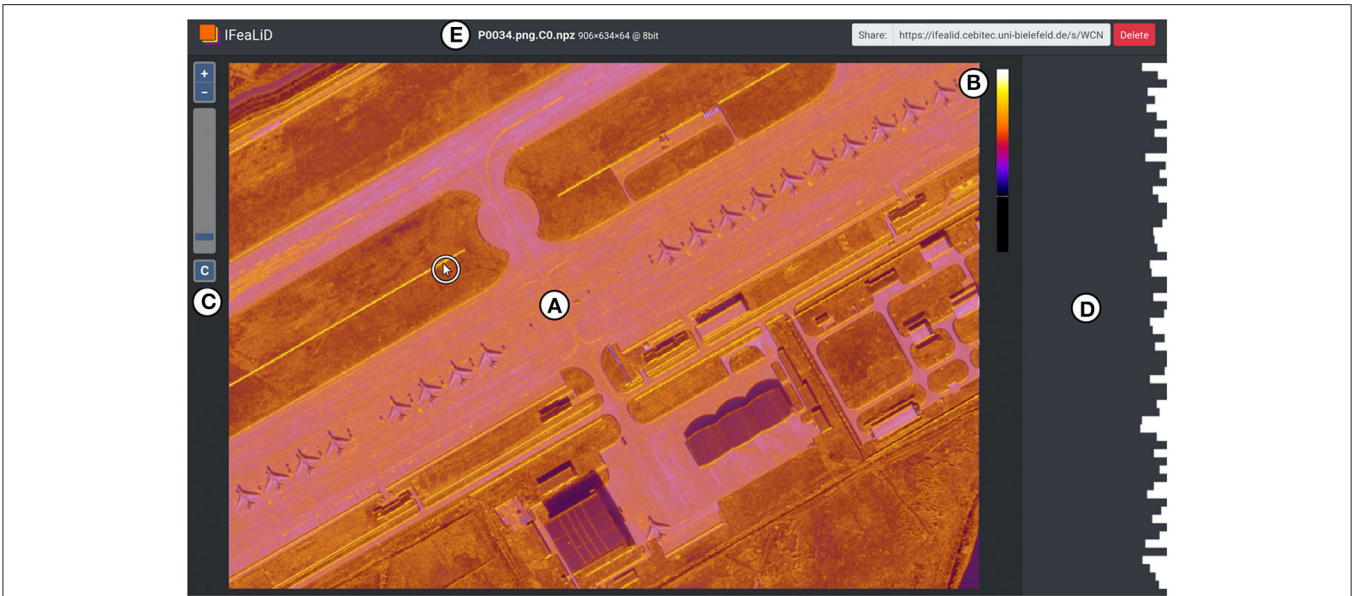 IFeaLiD
E P0034.png.C0.npz 906×634×64 @ 8bit
Share: https://ifealid.cebitec.uni-bielefeld.de/s/WCN Delete
+
−
B
C
A
C
D